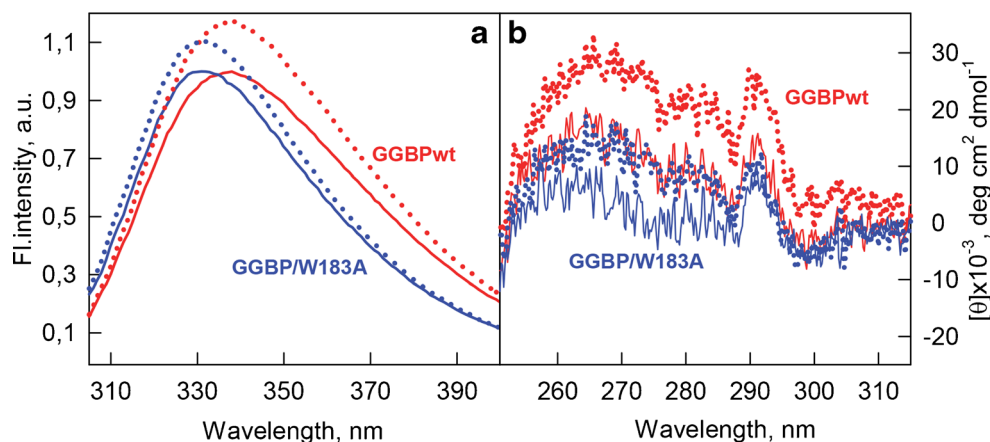 a
b
1,1
0,9
0,7
0,5
0,3
0,1
Fl.intensity, a.u.
GGBPwt
GGBP/W183A
310 330 350 370 390
Wavelength, nm
GGBPwt
GGBP/W183A
260 270 280 290 300 310
Wavelength, nm
30
20
10
0
-10
-20
[θ]x10⁻³, deg cm² dmol⁻¹